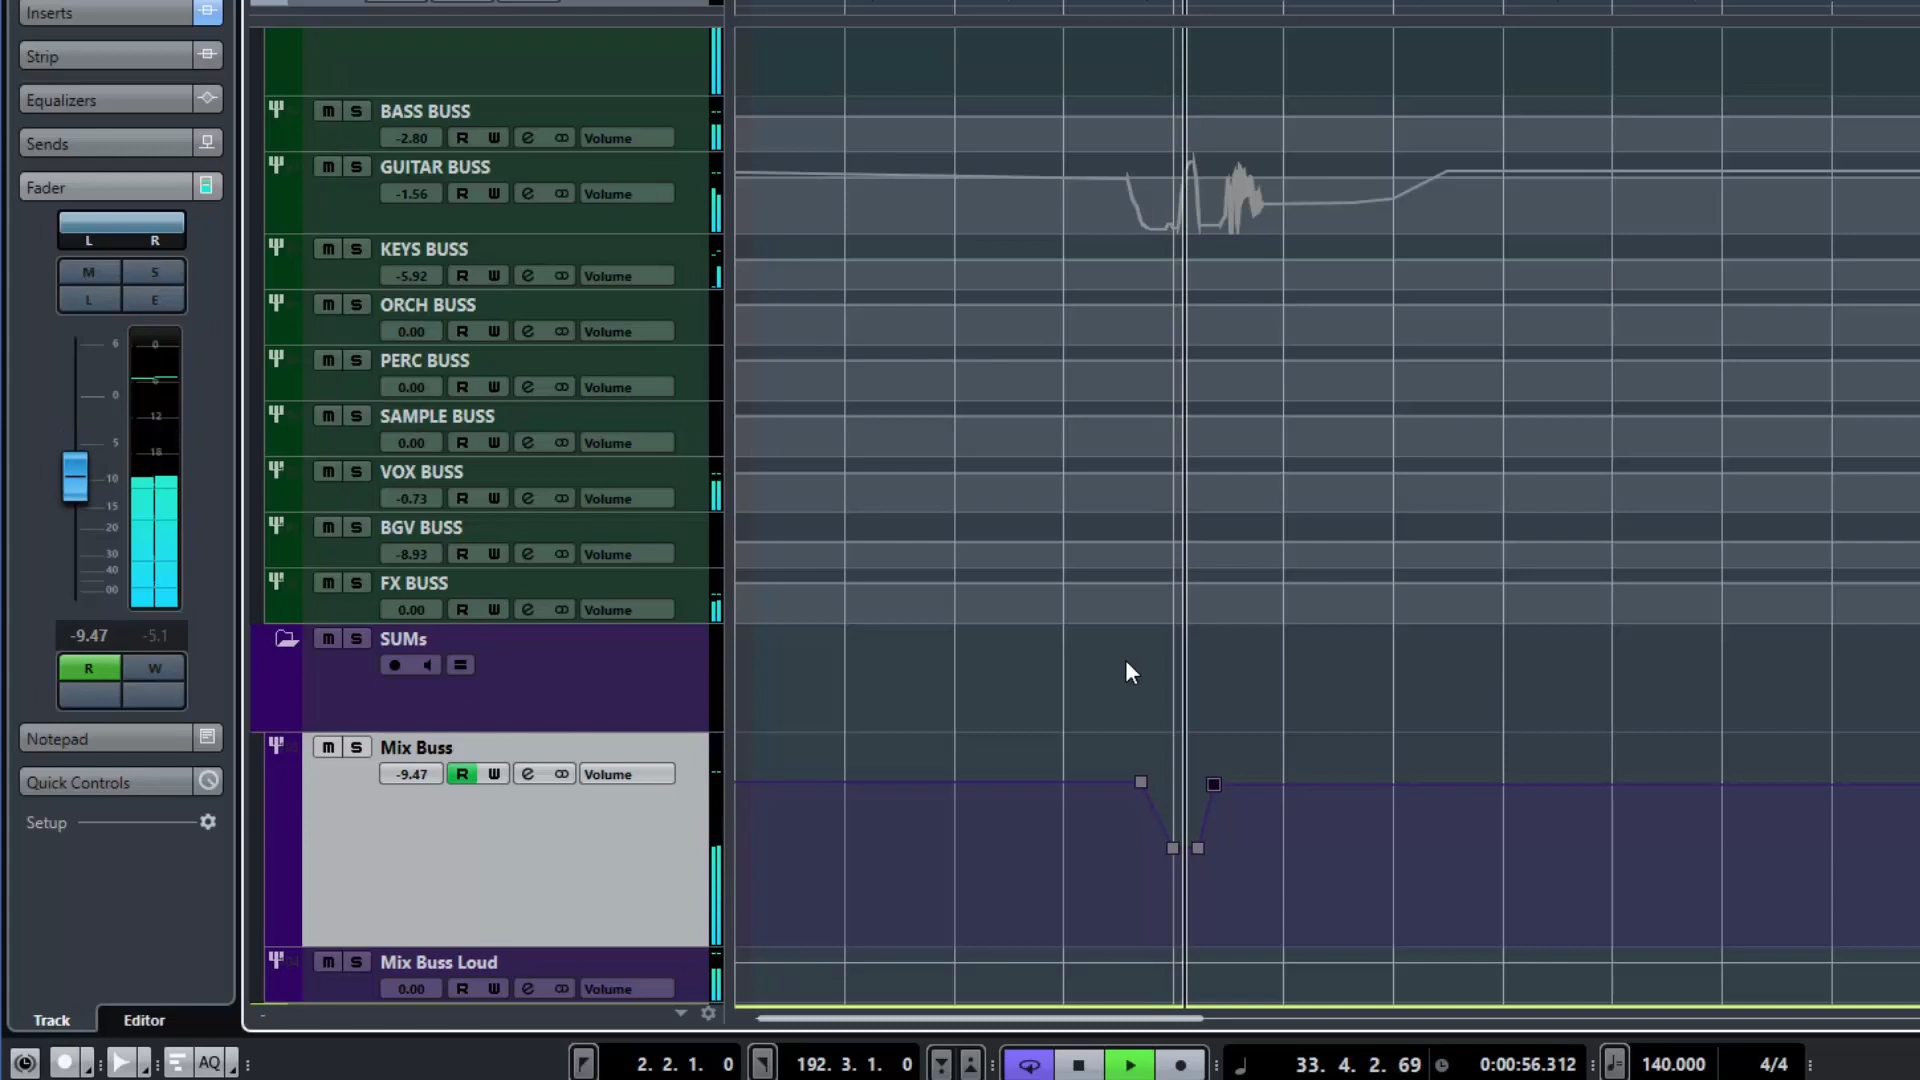 Inserts
Strip
Equalizers
Sends
Fader
L R
M S
L E
6
0
5
10
15
20
30
40
00
0
6
12
18
-9.47 -5.1
R W
Notepad
Quick Controls
Setup
Track Editor
m S BASS BUSS
-2.80 R W e Volume
m S GUITAR BUSS
-1.56 R W e Volume
m S KEYS BUSS
-5.92 R W e Volume
m S ORCH BUSS
0.00 R W e Volume
m S PERC BUSS
0.00 R W e Volume
m S SAMPLE BUSS
0.00 R W e Volume
m S VOX BUSS
-0.73 R W e Volume
m S BGV BUSS
-8.93 R W e Volume
m S FX BUSS
0.00 R W e Volume
m S SUMs
m S Mix Buss
-9.47 R W e Volume
m S Mix Buss Loud
0.00 R W e Volume
AQ 2. 2. 1. 0 192. 3. 1. 0 33. 4. 2. 69 0:00:56.312 140.000 4/4